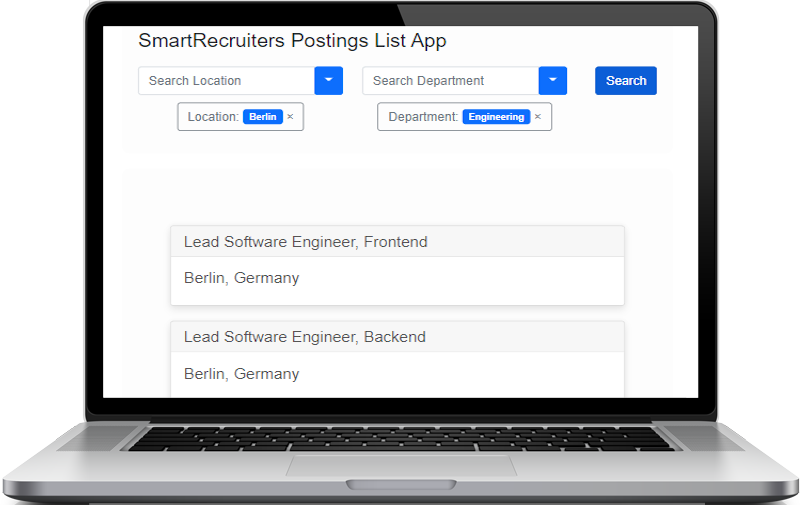 SmartRecruiters Postings List App
Search Location Search Department Search
Location: Berlin × Department: Engineering ×
Lead Software Engineer, Frontend
Berlin, Germany
Lead Software Engineer, Backend
Berlin, Germany